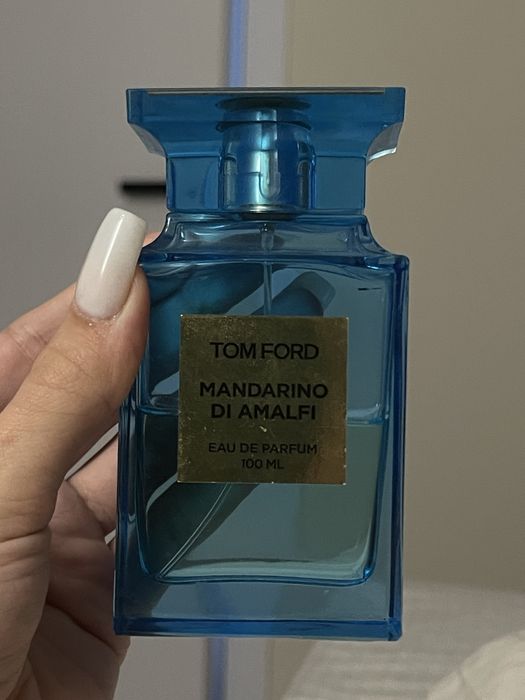 TOM FORD
MANDARINO
DI AMALFI
EAU DE PARFUM
100 ML